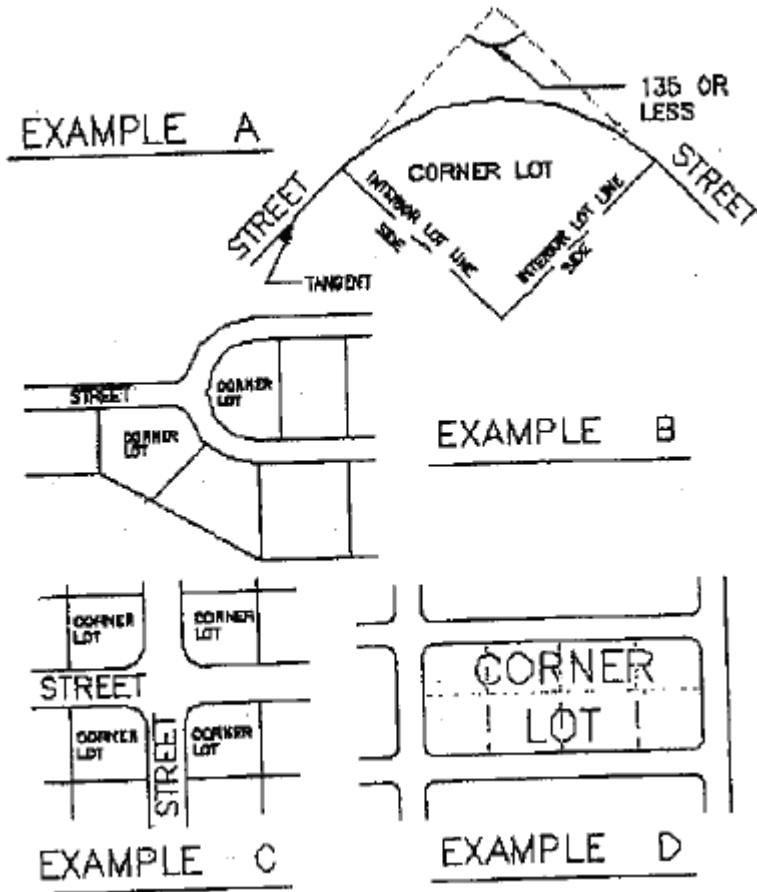 EXAMPLE A
135 OR
LESS
CORNER LOT
STREET
STREET
INTERIOR LOT LINE
SIDE
INTERIOR LOT LINE
SIDE
TANGENT
STREET
CORNER
LOT
CORNER
LOT
EXAMPLE B
CORNER
LOT
CORNER
LOT
STREET
CORNER
LOT
CORNER
LOT
STREET
CORNER
LOT
EXAMPLE C
EXAMPLE D